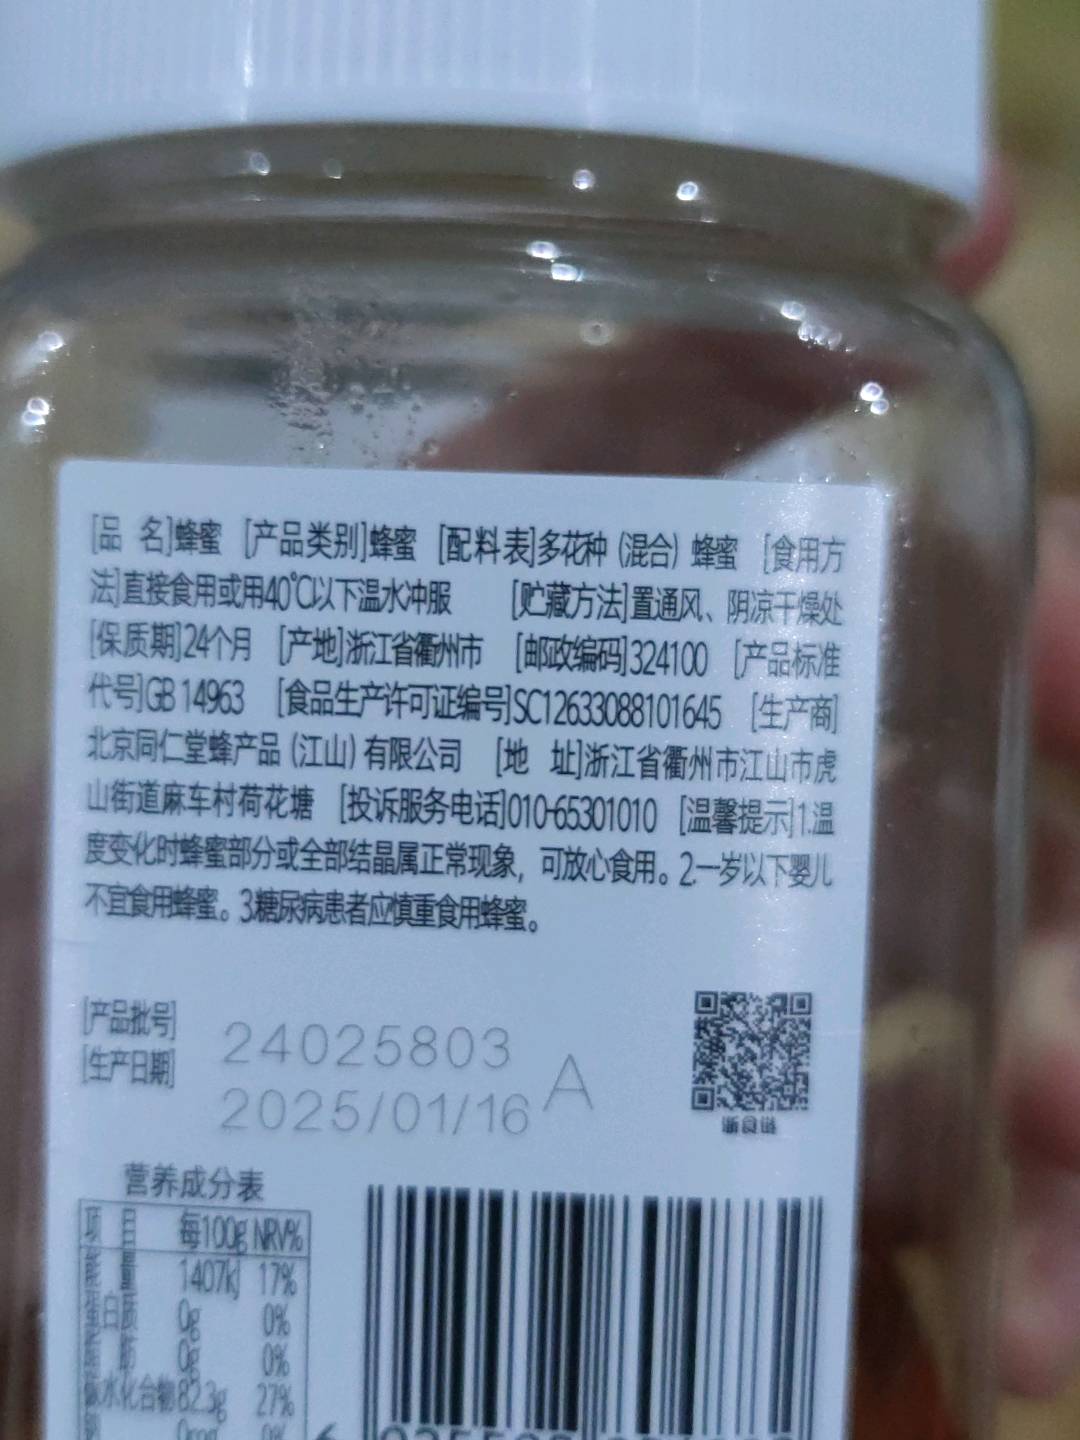 [品 名]蜂蜜 [产品类别]蜂蜜 [配料表]多花种（混合）蜂蜜 [食用方
法]直接食用或用40℃以下温水冲服 [贮藏方法]置通风、阴凉干燥处
[保质期]24个月 [产地]浙江省衢州市 [邮政编码]324100 [产品标准
代号]GB 14963 [食品生产许可证编号]SC12633088101645 [生产商]
北京同仁堂蜂产品（江山）有限公司 [地 址]浙江省衢州市江山市虎
山街道麻车村荷花塘 [投诉服务电话]010-65301010 [温馨提示]1.温
度变化时蜂蜜部分或全部结晶属正常现象，可放心食用。2.一岁以下婴儿
不宜食用蜂蜜。3.糖尿病患者应慎重食用蜂蜜。
[产品批号] 24025803
[生产日期] 2025/01/16 A
浙食链
营养成分表
项 目 每100g NRV%
能 量 1407kJ 17%
蛋白质 0g 0%
脂 肪 0g 0%
碳水化合物 82.3g 27%
钠 0mg 0%